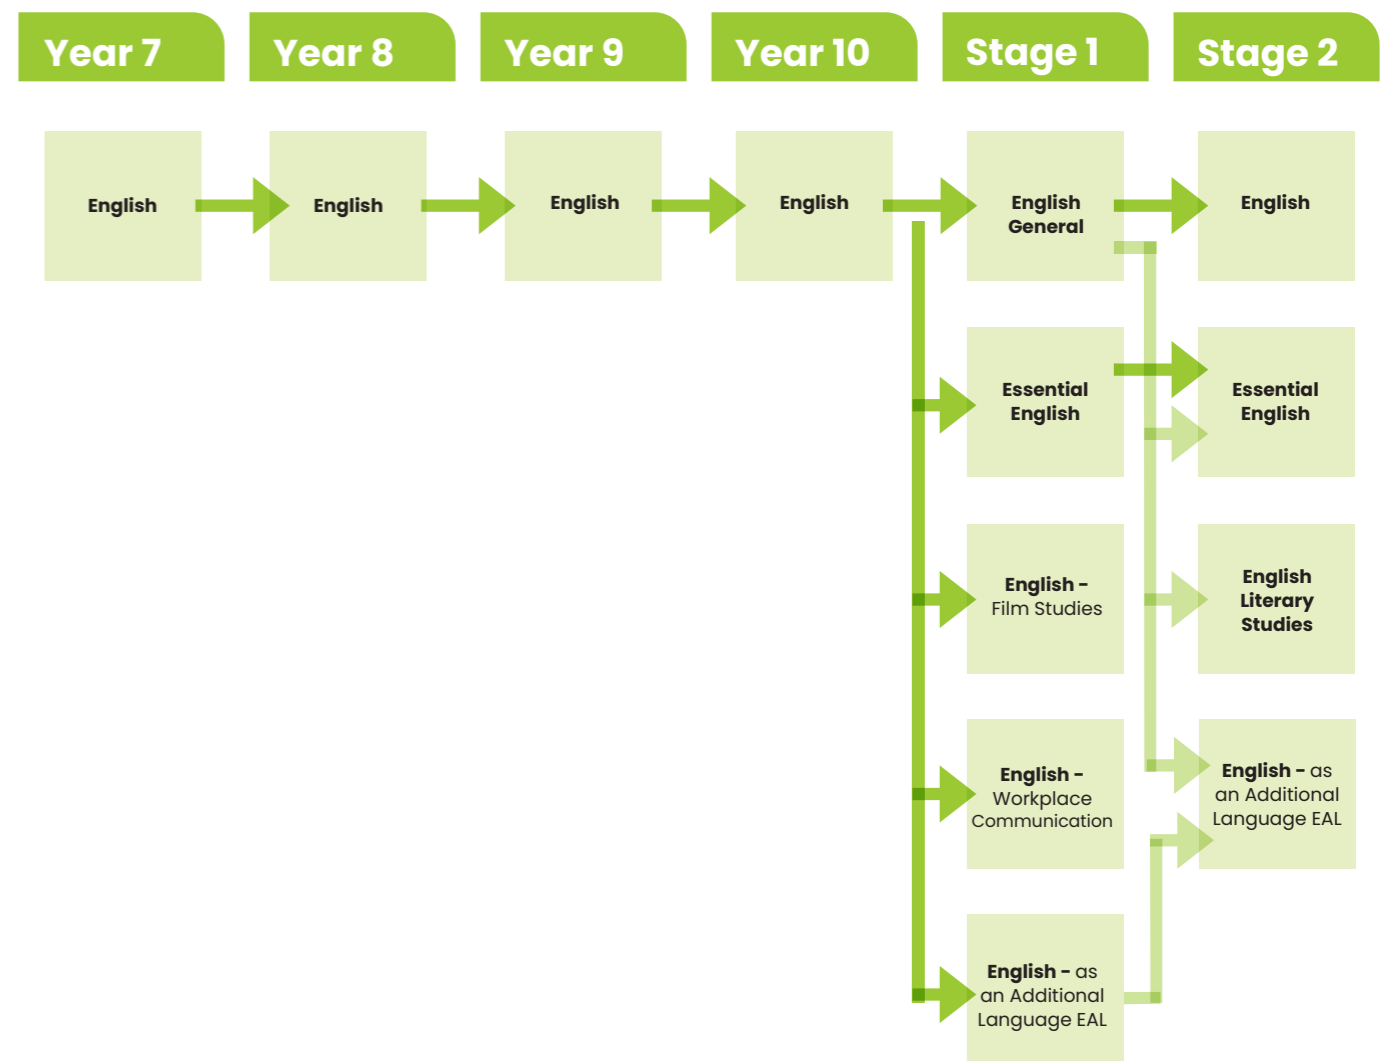 Year 7
Year 8
Year 9
Year 10
Stage 1
Stage 2
English
English
English
English
English
General
English
Essential
English
Essential
English
English -
Film Studies
English
Literary
Studies
English -
Workplace
Communication
English - as
an Additional
Language EAL
English - as
an Additional
Language EAL